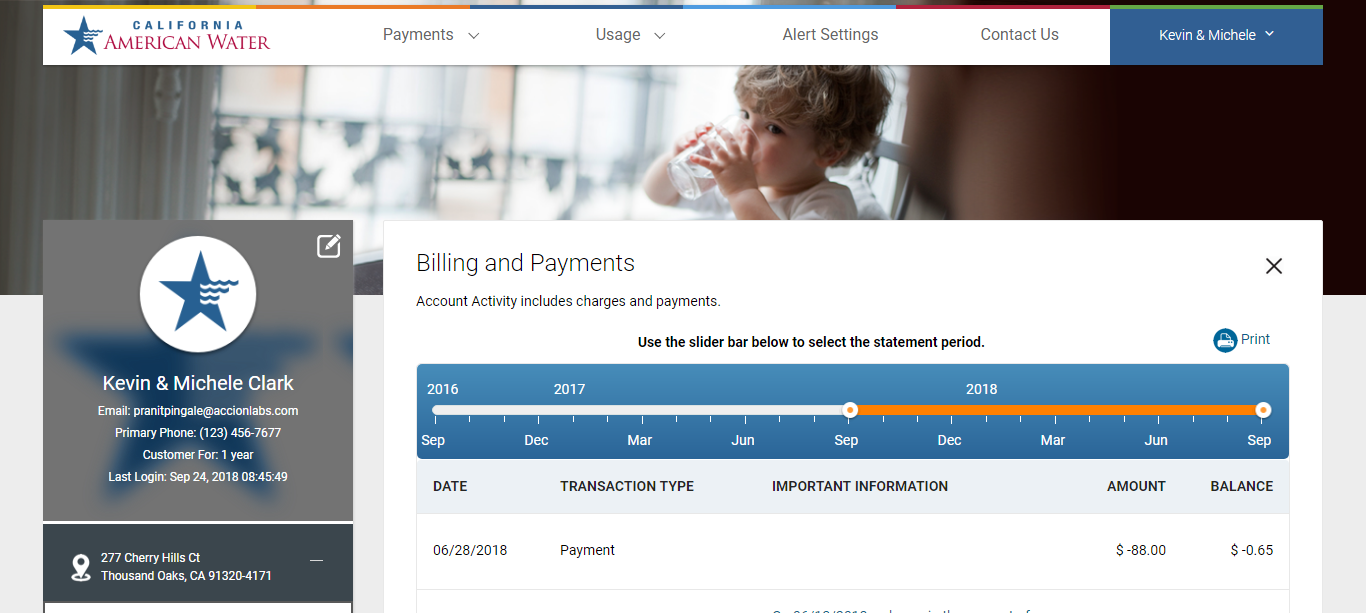 CALIFORNIA
AMERICAN WATER
Payments
Usage
Alert Settings
Contact Us
Kevin & Michele
Kevin & Michele Clark
Email: pranitpingale@accionlabs.com
Primary Phone: (123) 456-7677
Customer For: 1 year
Last Login: Sep 24, 2018 08:45:49
277 Cherry Hills Ct
Thousand Oaks, CA 91320-4171
Billing and Payments
Account Activity includes charges and payments.
Use the slider bar below to select the statement period.
Print
2016 2017 2018
Sep Dec Mar Jun Sep Dec Mar Jun Sep
DATE TRANSACTION TYPE IMPORTANT INFORMATION AMOUNT BALANCE
06/28/2018 Payment $ -88.00 $ -0.65